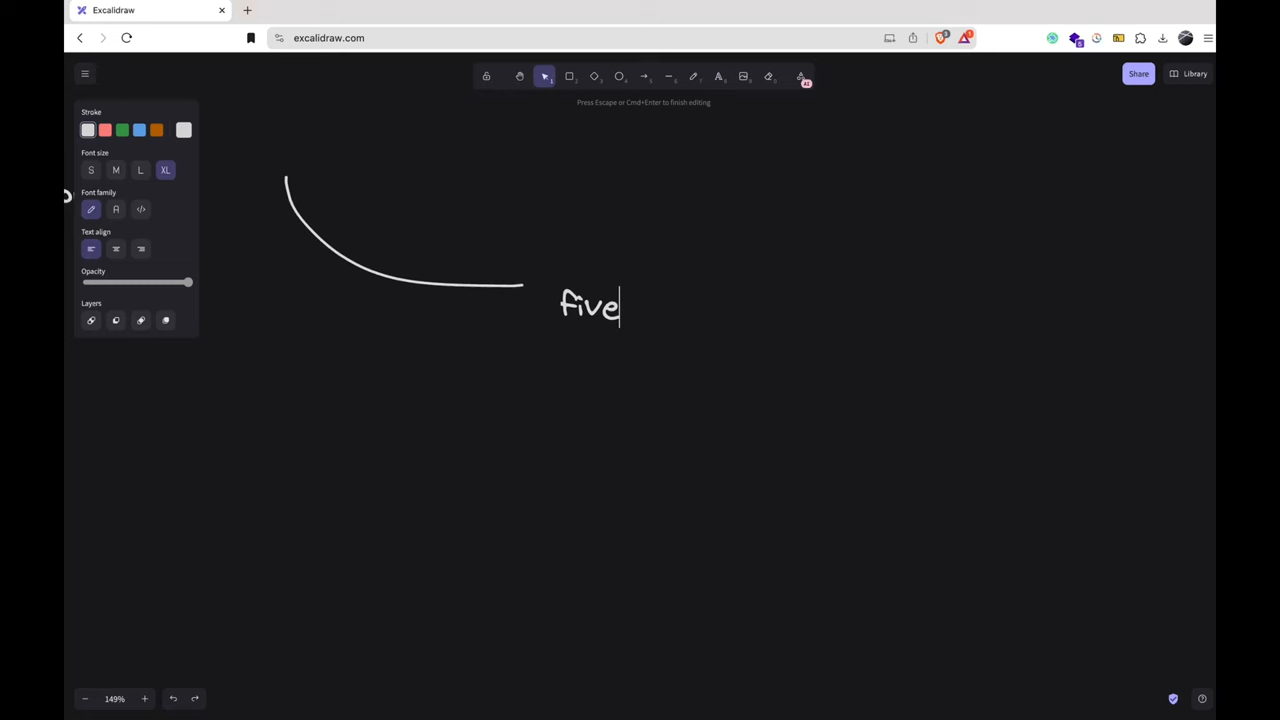 Excalidraw
excalidraw.com
Share
Library
Press Escape or Cmd+Enter to finish editing
Stroke
Font size
S M L XL
Font family
Text align
Opacity
Layers
five
149%